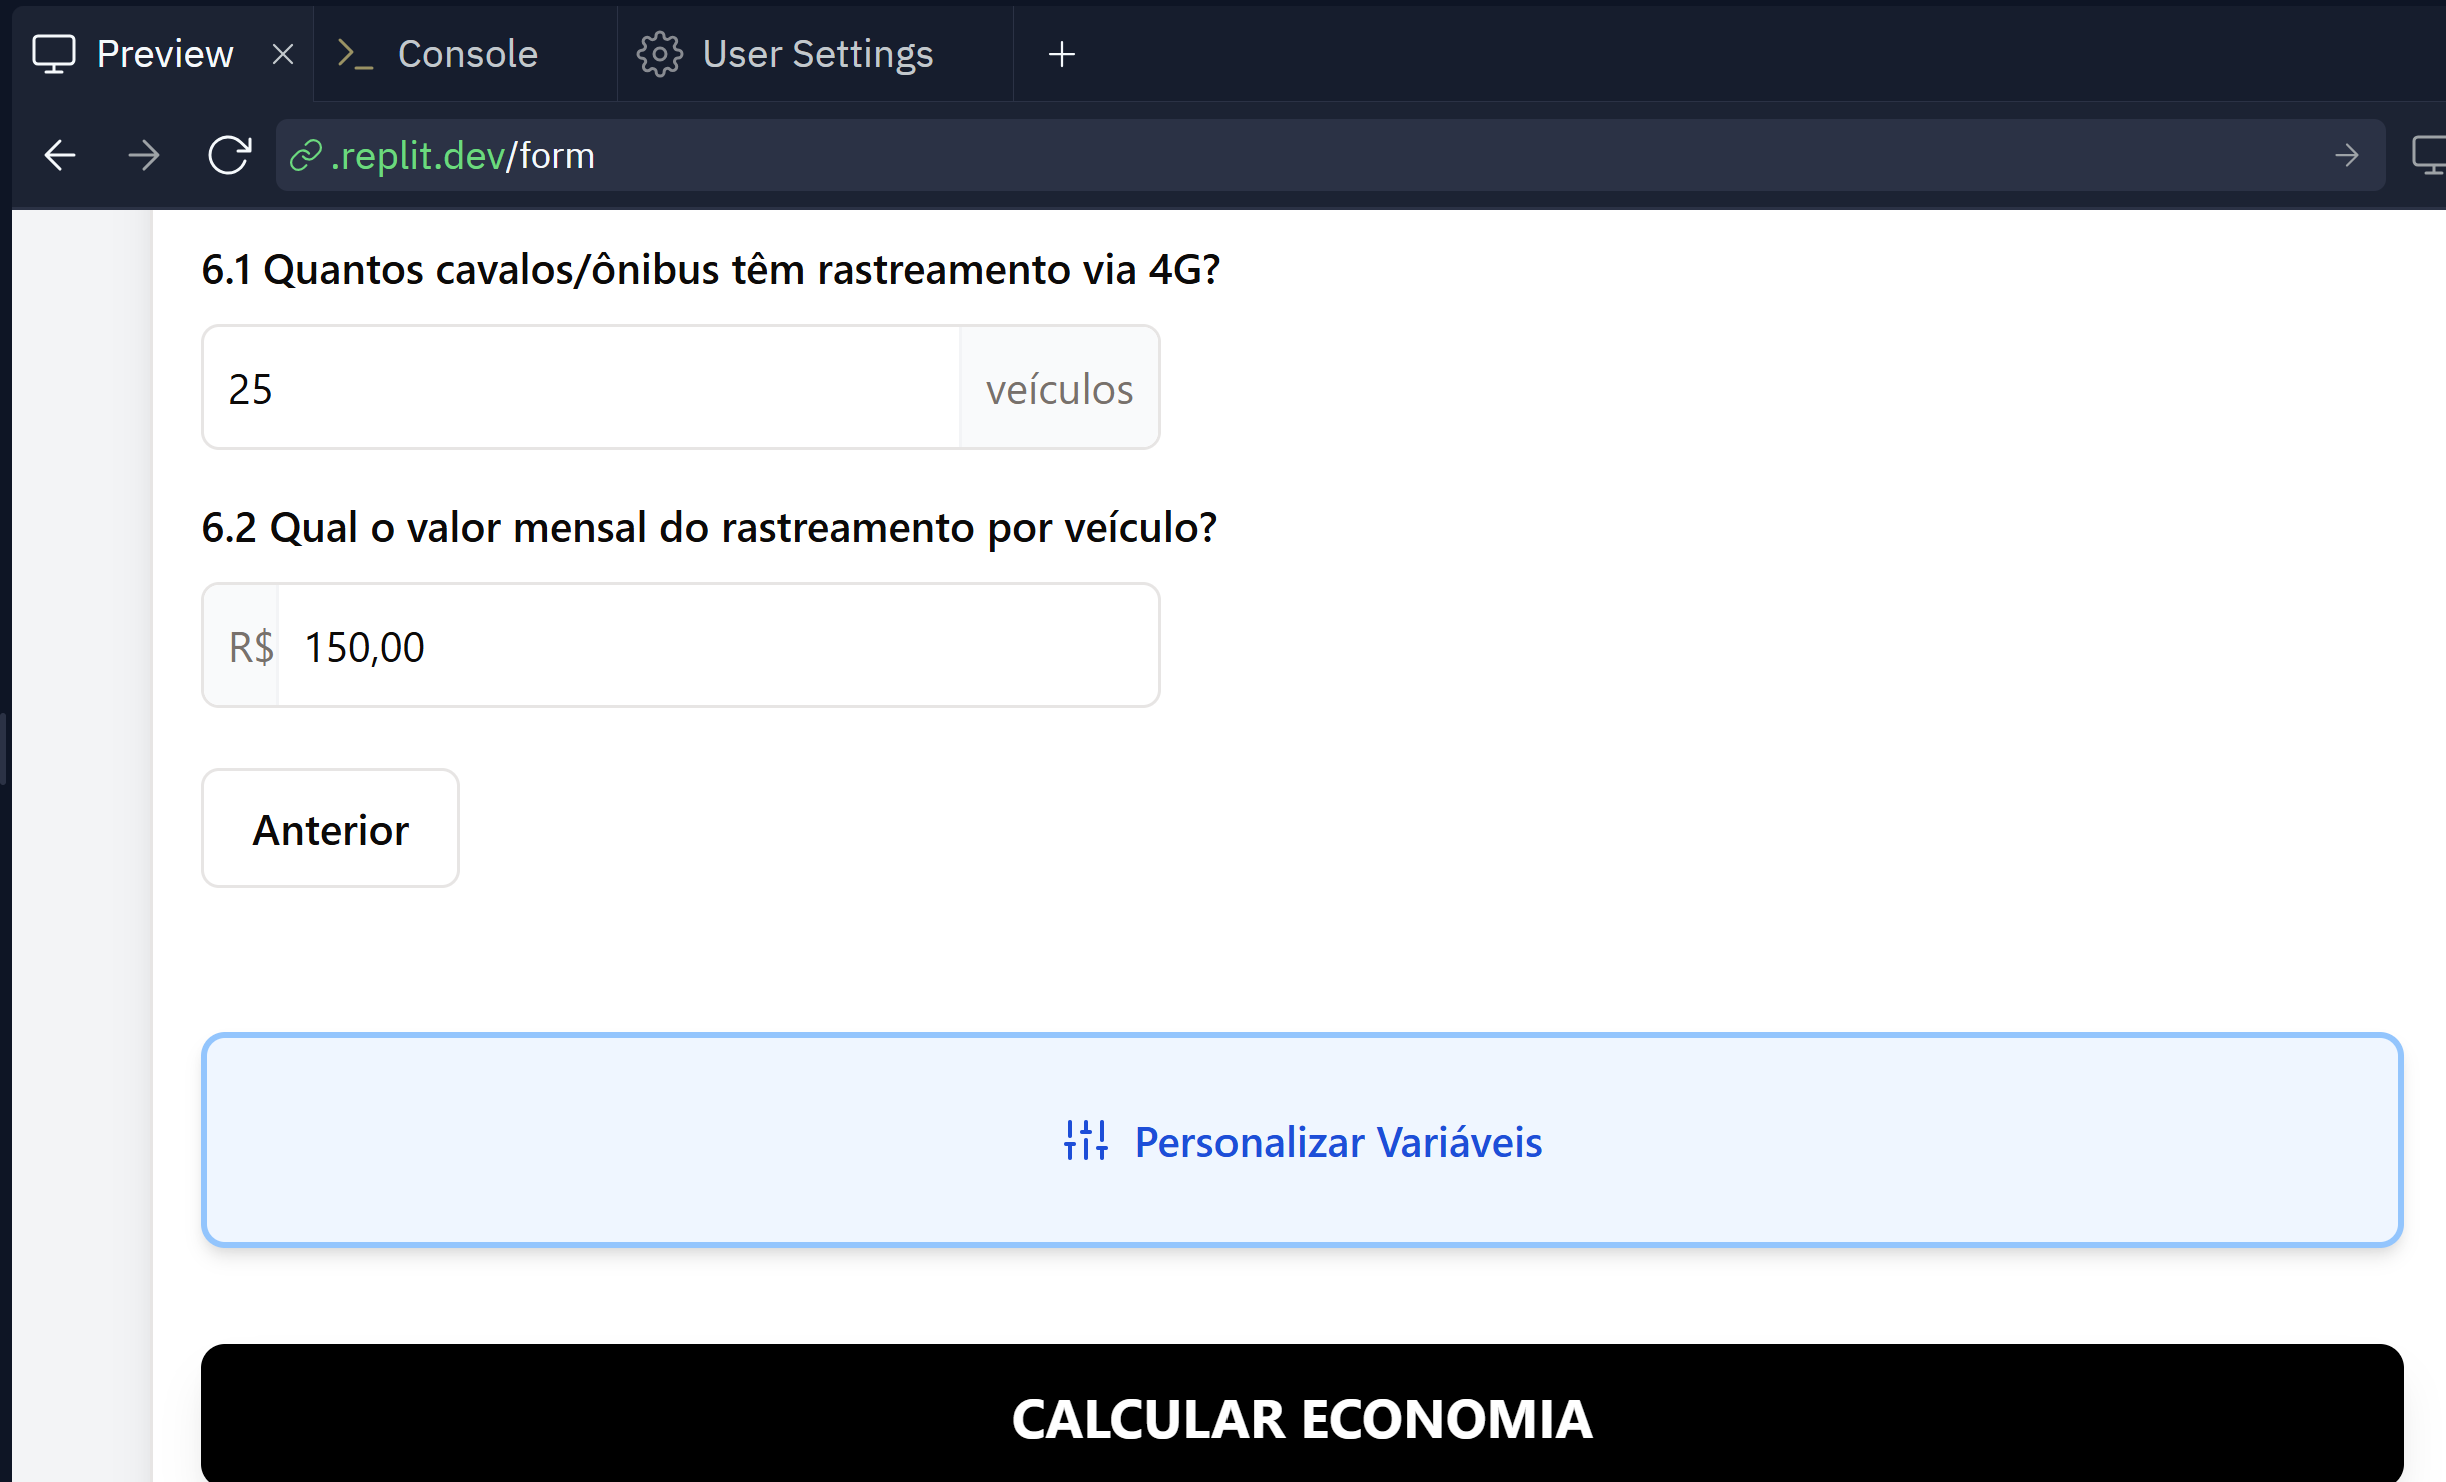 Preview
Console
User Settings
.replit.dev/form
6.1 Quantos cavalos/ônibus têm rastreamento via 4G?
25 veículos
6.2 Qual o valor mensal do rastreamento por veículo?
R$ 150,00
Anterior
Personalizar Variáveis
CALCULAR ECONOMIA